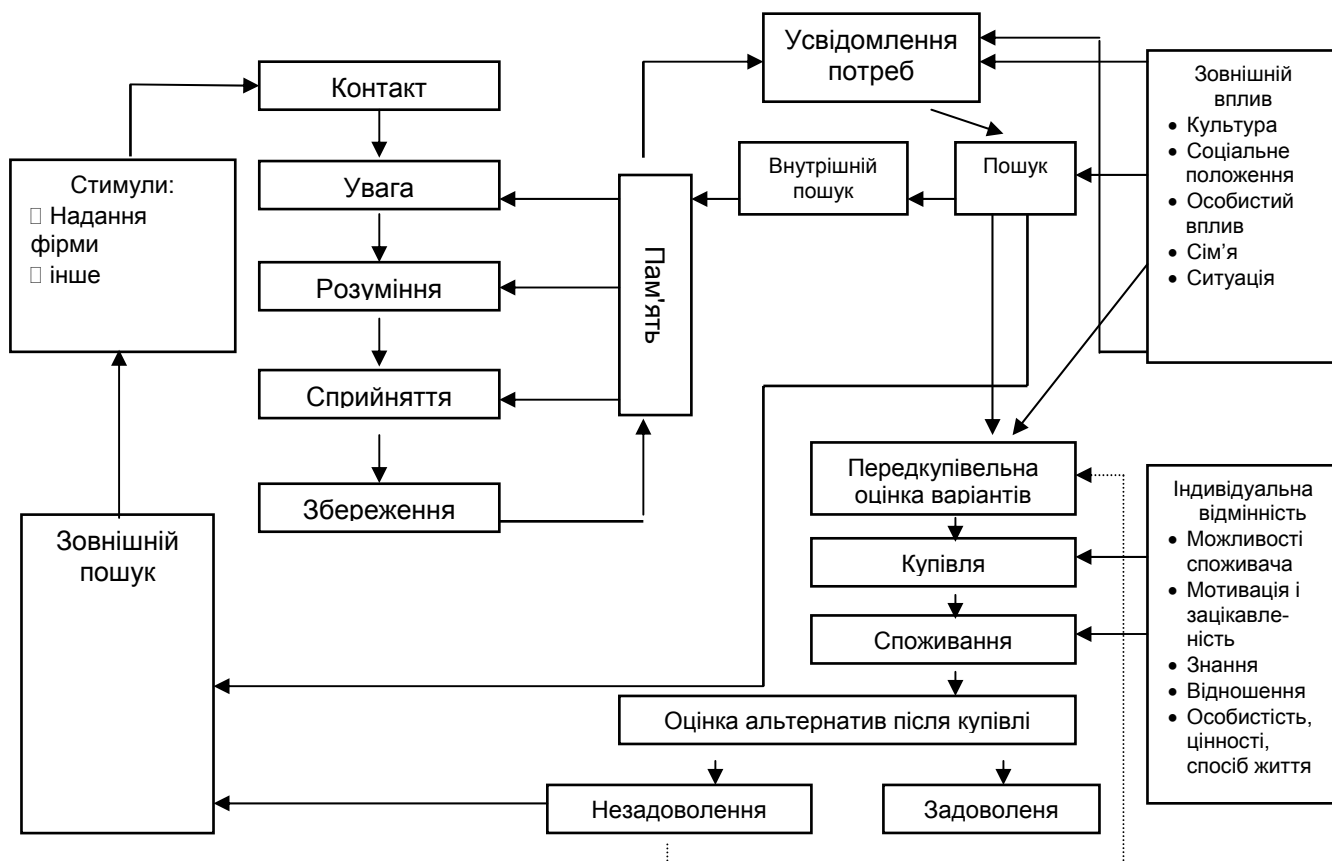 Усвідомлення
потреб
Контакт
Увага
Розуміння
Сприйняття
Збереження
Стимули:
Надання
фірми
інше
Зовнішній
пошук
Пам'ять
Внутрішній
пошук
Пошук
Зовнішній
вплив
• Культура
• Соціальне
положення
• Особистий
вплив
• Сім’я
• Ситуація
Передкупівельна
оцінка варіантів
Купівля
Споживання
Оцінка альтернатив після купівлі
Незадоволення
Задоволеня
Індивідуальна
відмінність
• Можливості
споживача
• Мотивація і
зацікавле-
ність
• Знання
• Відношення
• Особистість,
цінності,
спосіб життя